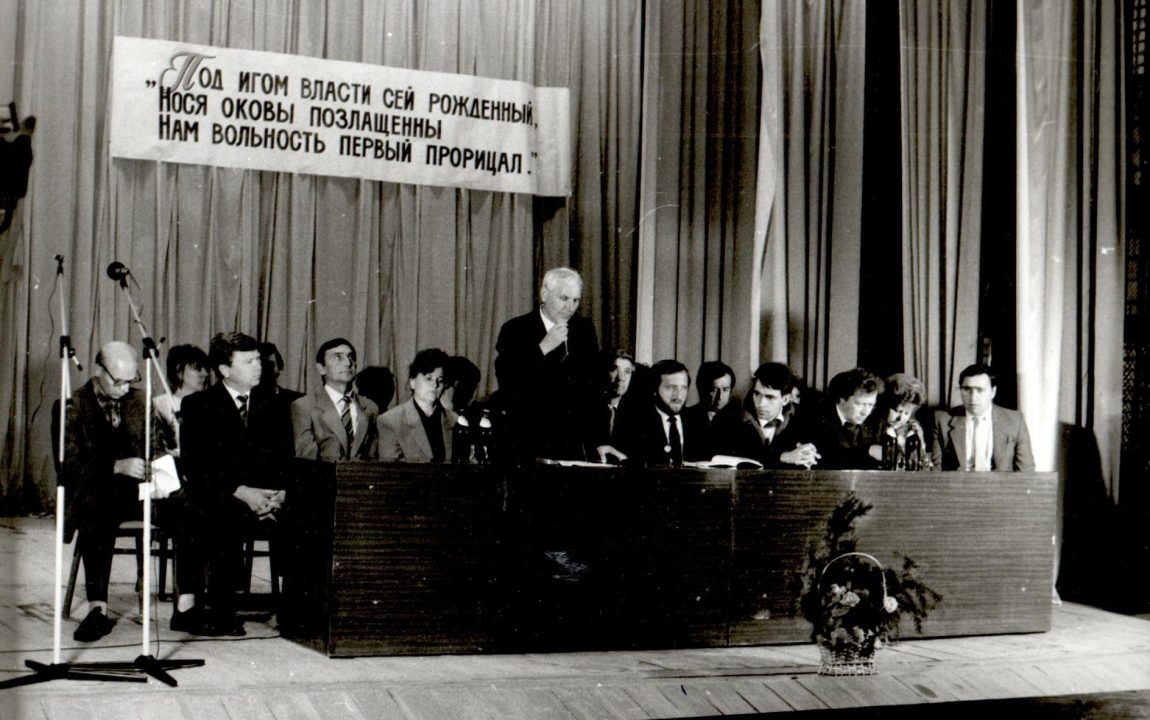 „Под игом власти сей рожденный,
Нося оковы позлащенны
Нам вольность первый прорицал."